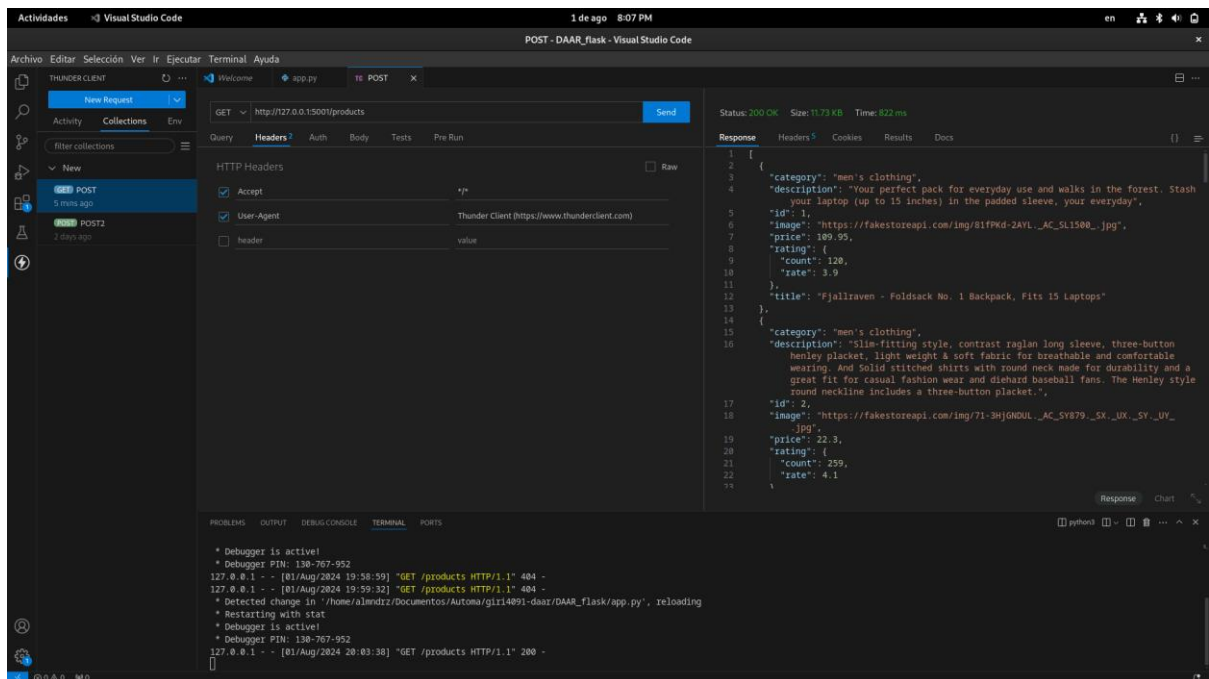 Actividades Visual Studio Code 1 de ago 8:07 PM en
POST - DAAR_flask - Visual Studio Code
Archivo Editar Selección Ver Ir Ejecutar Terminal Ayuda
THUNDER CLIENT
Welcome app.py TC POST
New Request
Activity Collections Env
filter collections
New
GET POST
5 mins ago
POST POST2
2 days ago
GET http://127.0.0.1:5001/products Send
Query Headers 2 Auth Body Tests Pre Run
HTTP Headers Raw
Accept */*
User-Agent Thunder Client (https://www.thunderclient.com)
header value
Status: 200 OK Size: 11.73 KB Time: 822 ms
Response Headers 5 Cookies Results Docs {}
1 [
2 {
3 "category": "men's clothing",
4 "description": "Your perfect pack for everyday use and walks in the forest. Stash
your laptop (up to 15 inches) in the padded sleeve, your everyday",
5 "id": 1,
6 "image": "https://fakestoreapi.com/img/81fPKd-2AYL._AC_SL1500_.jpg",
7 "price": 109.95,
8 "rating": {
9 "count": 120,
10 "rate": 3.9
11 },
12 "title": "Fjallraven - Foldsack No. 1 Backpack, Fits 15 Laptops"
13 },
14 {
15 "category": "men's clothing",
16 "description": "Slim-fitting style, contrast raglan long sleeve, three-button
henley placket, light weight & soft fabric for breathable and comfortable
wearing. And Solid stitched shirts with round neck made for durability and a
great fit for casual fashion wear and diehard baseball fans. The Henley style
round neckline includes a three-button placket.",
17 "id": 2,
18 "image": "https://fakestoreapi.com/img/71-3HjGNDUL._AC_SY879._SX._UX._SY._UY_
.jpg",
19 "price": 22.3,
20 "rating": {
21 "count": 259,
22 "rate": 4.1
23 }
Response Chart
PROBLEMS OUTPUT DEBUG CONSOLE TERMINAL PORTS python3
* Debugger is active!
* Debugger PIN: 130-767-952
127.0.0.1 - - [01/Aug/2024 19:58:59] "GET /products HTTP/1.1" 404 -
127.0.0.1 - - [01/Aug/2024 19:59:32] "GET /products HTTP/1.1" 404 -
* Detected change in '/home/almndrz/Documentos/Automa/giri4091-daar/DAAR_flask/app.py', reloading
* Restarting with stat
* Debugger is active!
* Debugger PIN: 130-767-952
127.0.0.1 - - [01/Aug/2024 20:03:38] "GET /products HTTP/1.1" 200 -